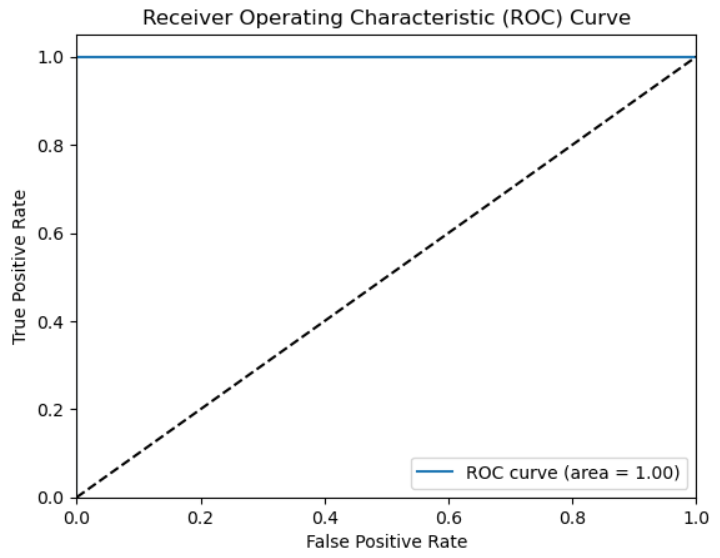 Receiver Operating Characteristic (ROC) Curve
True Positive Rate
1.0
0.8
0.6
0.4
0.2
0.0
0.0 0.2 0.4 0.6 0.8 1.0
False Positive Rate
ROC curve (area = 1.00)